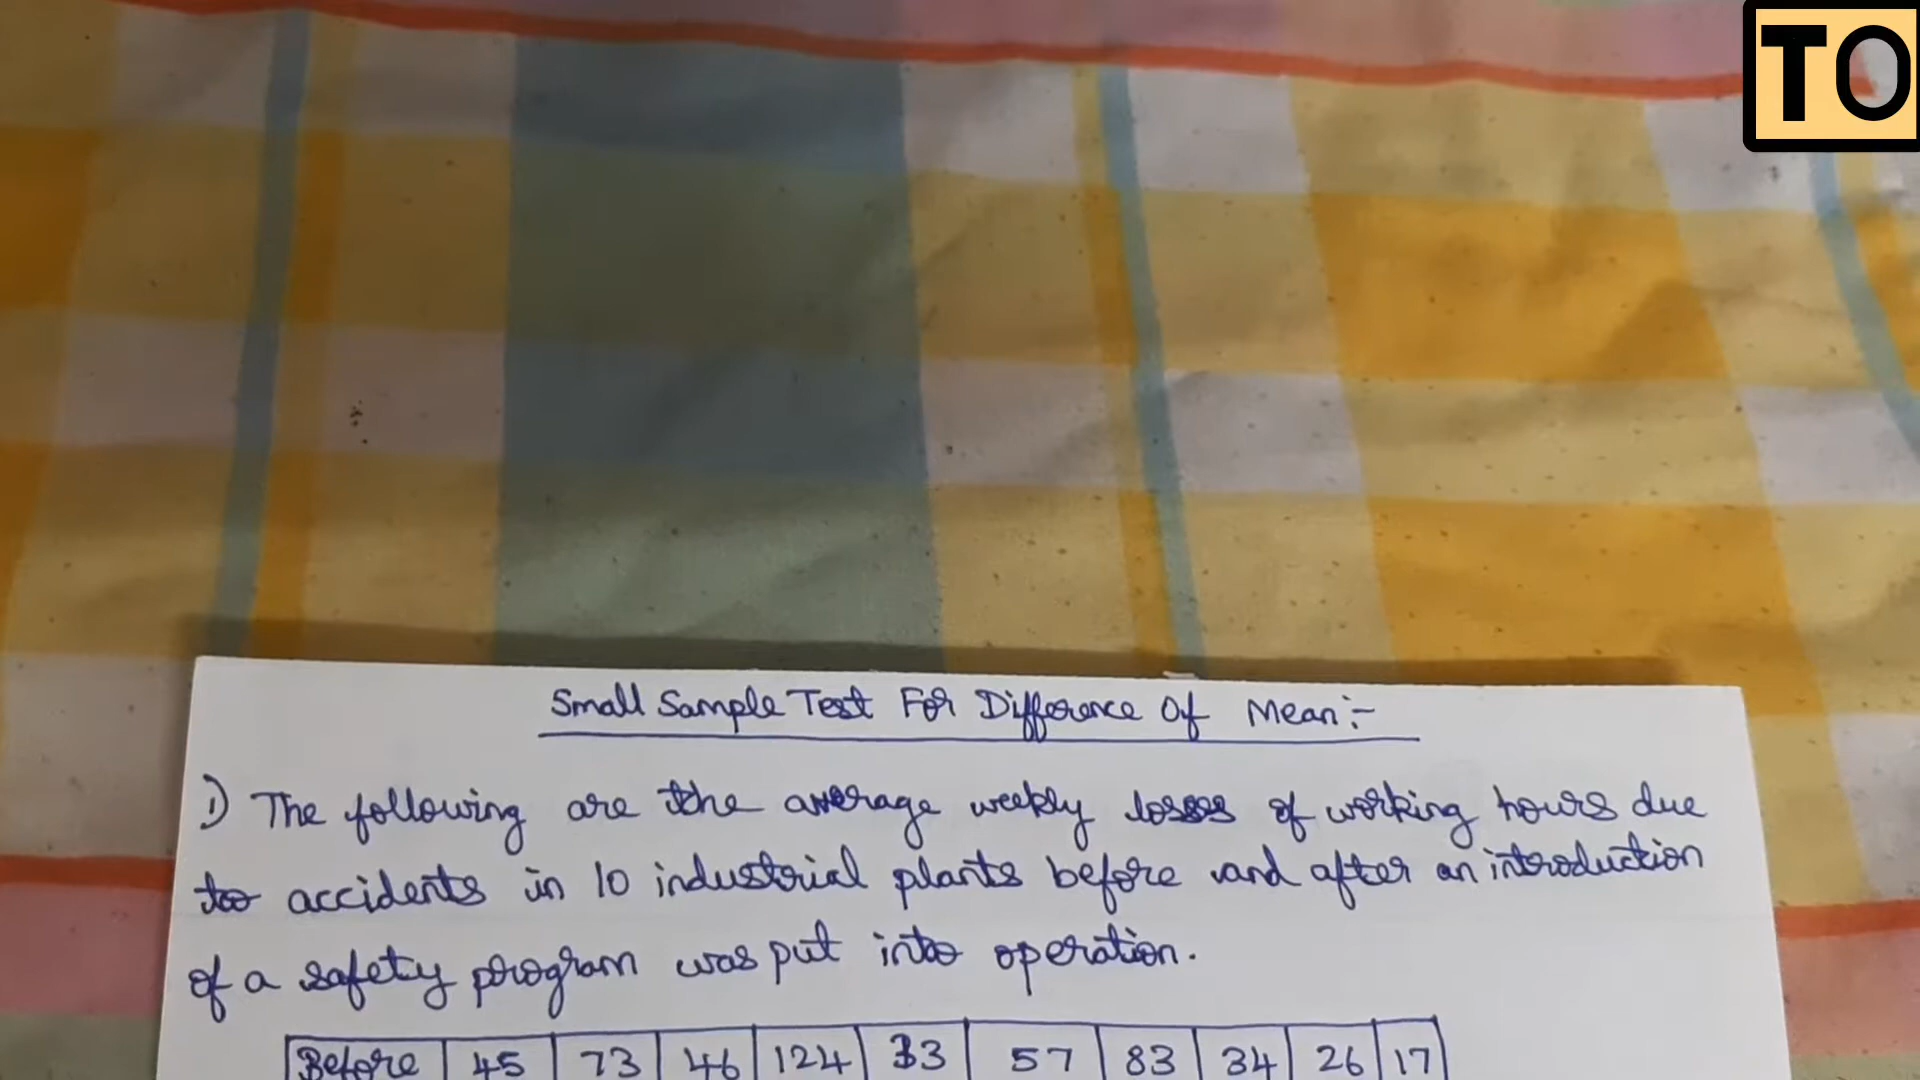 TO
Small Sample Test For Difference Of Mean:-
1) The following are the average weekly losses of working hours due
to accidents in 10 industrial plants before and after an introduction
of a safety program was put into operation.
Before 45 73 46 124 33 57 83 34 26 17